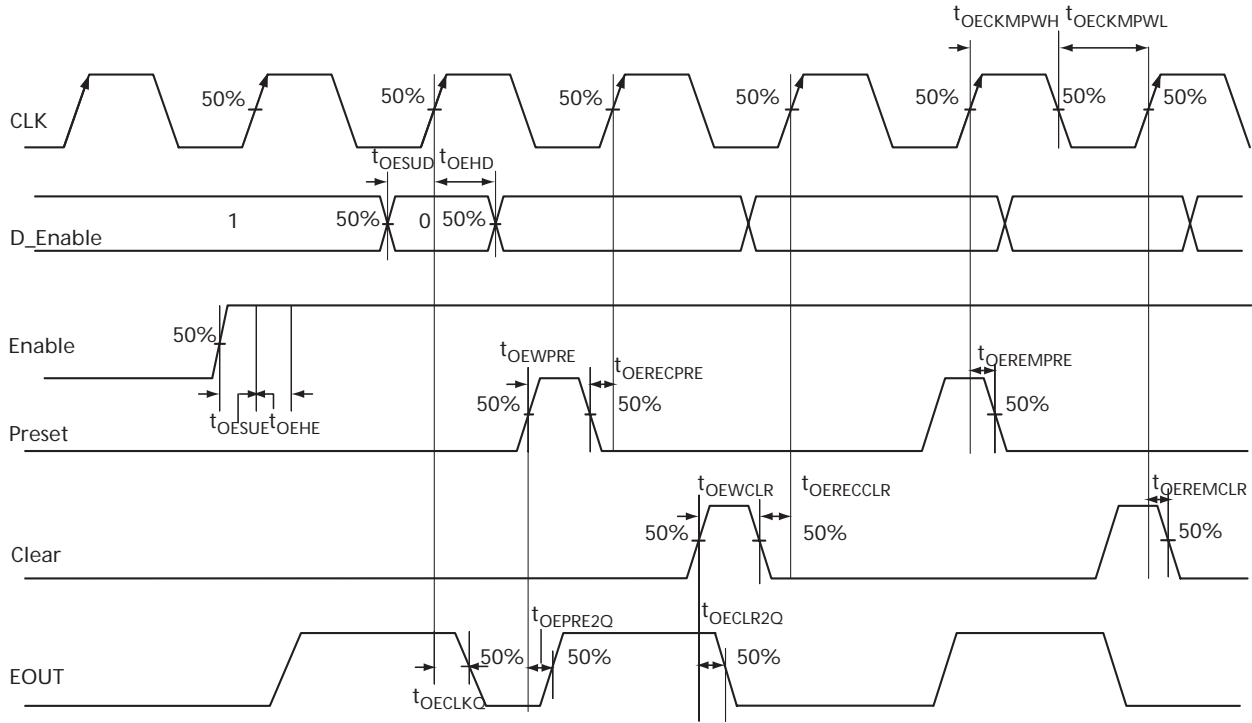 tOECKMPWH tOECKMPWL
50% 50% 50% 50% 50% 50% 50%
CLK
tOESUD tOEHD
1 50% 0 50%
D_Enable
50%
Enable
tOESUE tOEHE
tOEWPRE tOERECPRE tOEREMPRE
50% 50% 50%
Preset
tOEWCLR tOERECCLR tOEREMCLR
50% 50% 50%
Clear
tOEPRE2Q tOECLR2Q
50% 50% 50%
EOUT
tOECLKQ